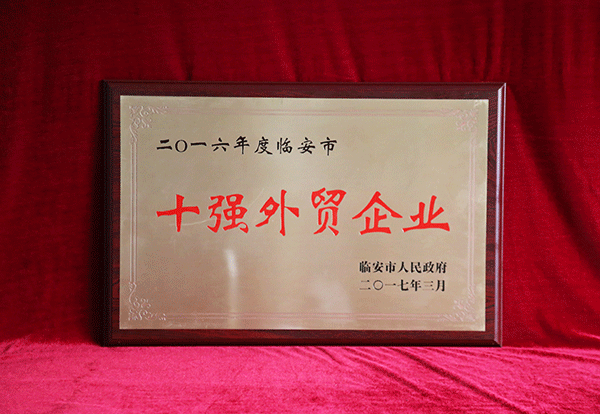 二〇一六年度临安市
十强外贸企业
临安市人民政府
二〇一七年三月